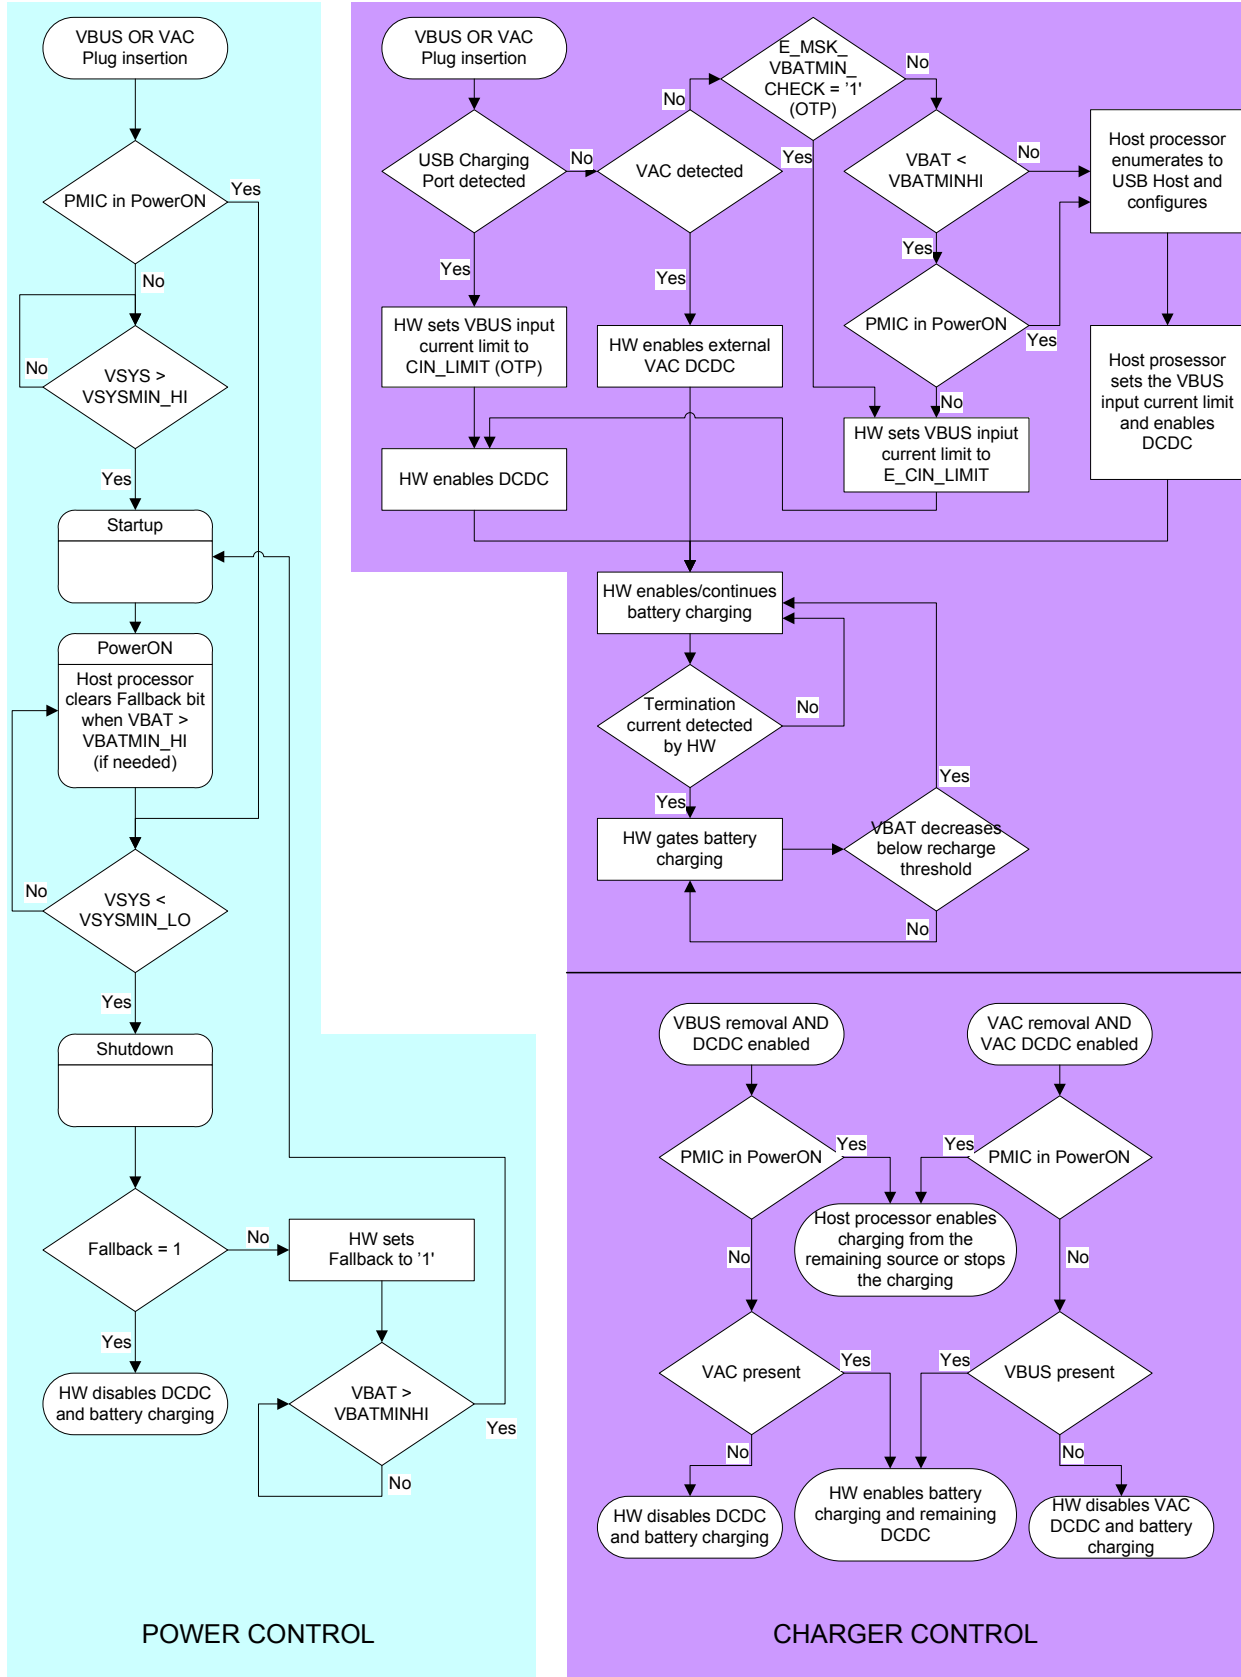 VBUS OR VAC
Plug insertion
PMIC in PowerON
Yes
No
VSYS >
VSYSMIN_HI
No
Yes
Startup
PowerON
Host processor
clears Fallback bit
when VBAT >
VBATMIN_HI
(if needed)
VSYS <
VSYSMIN_LO
No
Yes
Shutdown
Fallback = 1
No
HW sets
Fallback to '1'
Yes
HW disables DCDC
and battery charging
VBAT >
VBATMINHI
Yes
No
POWER CONTROL
VBUS OR VAC
Plug insertion
USB Charging
Port detected
No
Yes
VAC detected
No
Yes
Yes
E_MSK_
VBATMIN_
CHECK = '1'
(OTP)
No
VBAT <
VBATMINHI
No
Yes
Host processor
enumerates to
USB Host and
configures
PMIC in PowerON
Yes
No
HW sets VBUS input
current limit to
CIN_LIMIT (OTP)
HW enables external
VAC DCDC
Host prosessor
sets the VBUS
input current limit
and enables
DCDC
HW sets VBUS inpiut
current limit to
E_CIN_LIMIT
HW enables DCDC
HW enables/continues
battery charging
Termination
current detected
by HW
No
Yes
HW gates battery
charging
VBAT decreases
below recharge
threshold
Yes
No
VBUS removal AND
DCDC enabled
VAC removal AND
VAC DCDC enabled
PMIC in PowerON
Yes
Yes
PMIC in PowerON
Host processor enables
charging from the
remaining source or stops
the charging
No
No
VAC present
Yes
Yes
VBUS present
No
No
HW disables DCDC
and battery charging
HW enables battery
charging and remaining
DCDC
HW disables VAC
DCDC and battery
charging
CHARGER CONTROL